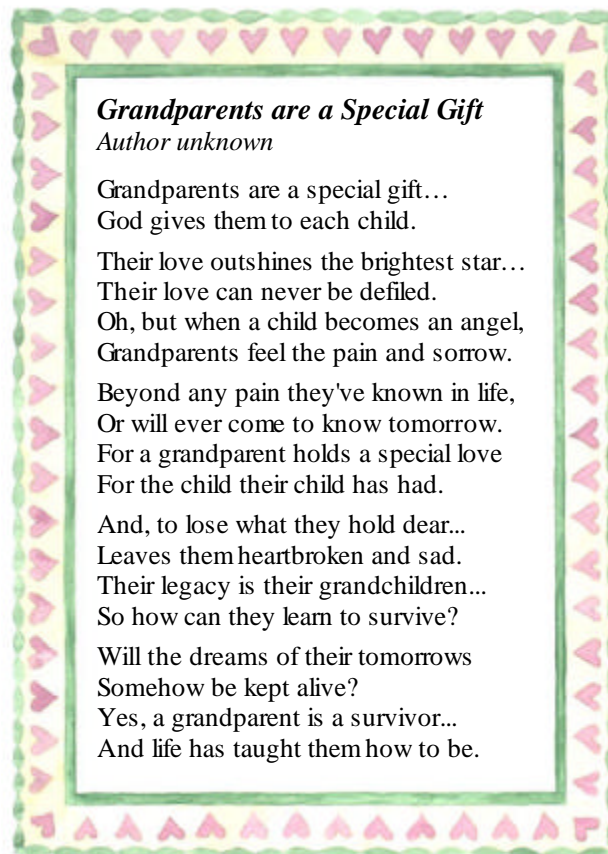 Grandparents are a Special Gift
Author unknown
Grandparents are a special gift…
God gives them to each child.
Their love outshines the brightest star…
Their love can never be defiled.
Oh, but when a child becomes an angel,
Grandparents feel the pain and sorrow.
Beyond any pain they've known in life,
Or will ever come to know tomorrow.
For a grandparent holds a special love
For the child their child has had.
And, to lose what they hold dear...
Leaves them heartbroken and sad.
Their legacy is their grandchildren...
So how can they learn to survive?
Will the dreams of their tomorrows
Somehow be kept alive?
Yes, a grandparent is a survivor...
And life has taught them how to be.